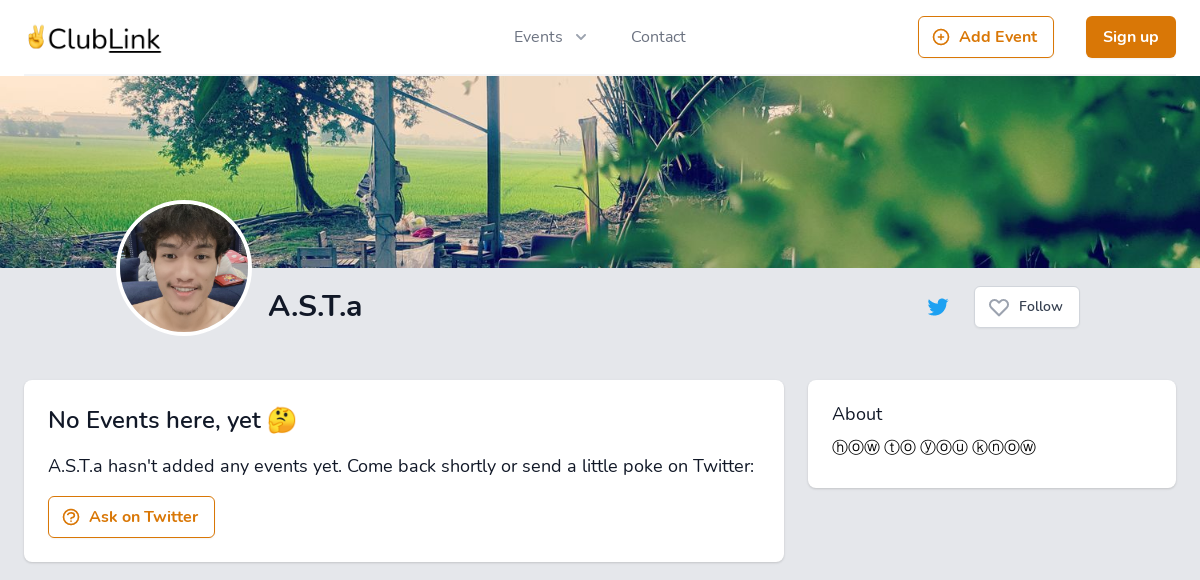 ✌ClubLink
Events
Contact
Add Event
Sign up
A.S.T.a
Follow
No Events here, yet 🤔
A.S.T.a hasn't added any events yet. Come back shortly or send a little poke on Twitter:
Ask on Twitter
About
ⓗⓞⓦ ⓣⓞ ⓨⓞⓤ ⓚⓝⓞⓦ